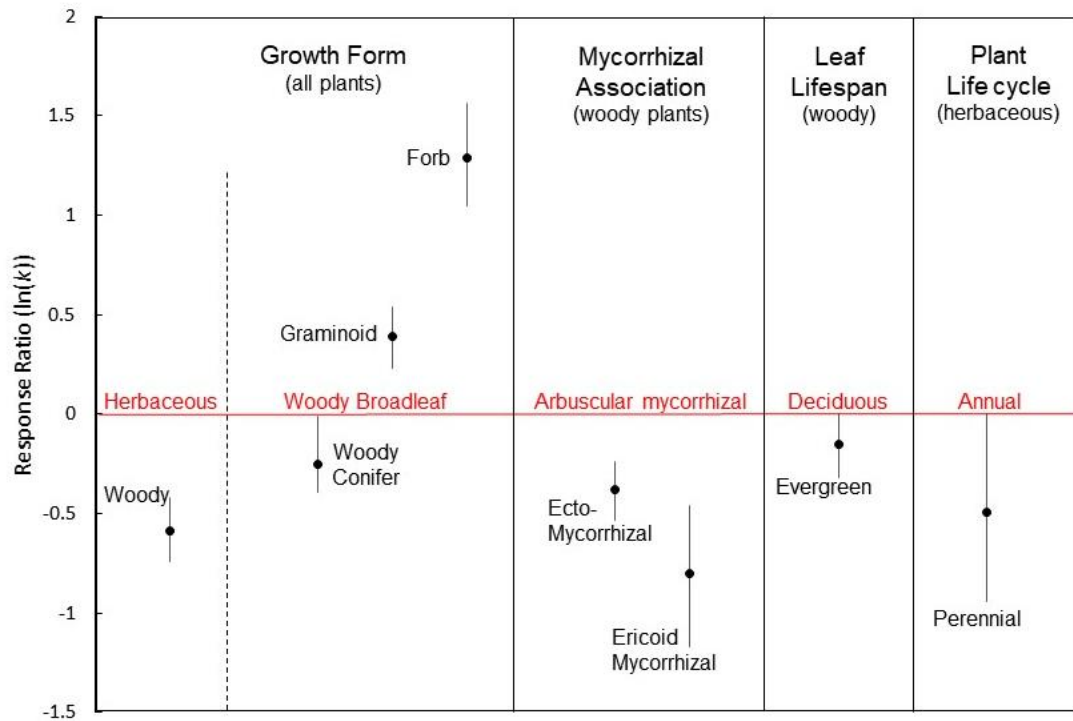 2
1.5
1
0.5
0
-0.5
-1
-1.5
Response Ratio (ln(k))
Growth Form
(all plants)
Herbaceous
Woody
Forb
Graminoid
Woody Broadleaf
Woody
Conifer
Mycorrhizal
Association
(woody plants)
Arbuscular mycorrhizal
Ecto-
Mycorrhizal
Ericoid
Mycorrhizal
Leaf
Lifespan
(woody)
Deciduous
Evergreen
Plant
Life cycle
(herbaceous)
Annual
Perennial